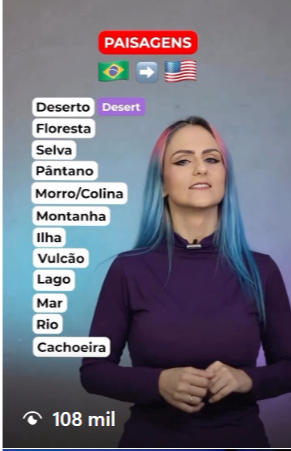 PAISAGENS
Deserto Desert
Floresta
Selva
Pântano
Morro/Colina
Montanha
Ilha
Vulcão
Lago
Mar
Rio
Cachoeira
108 mil